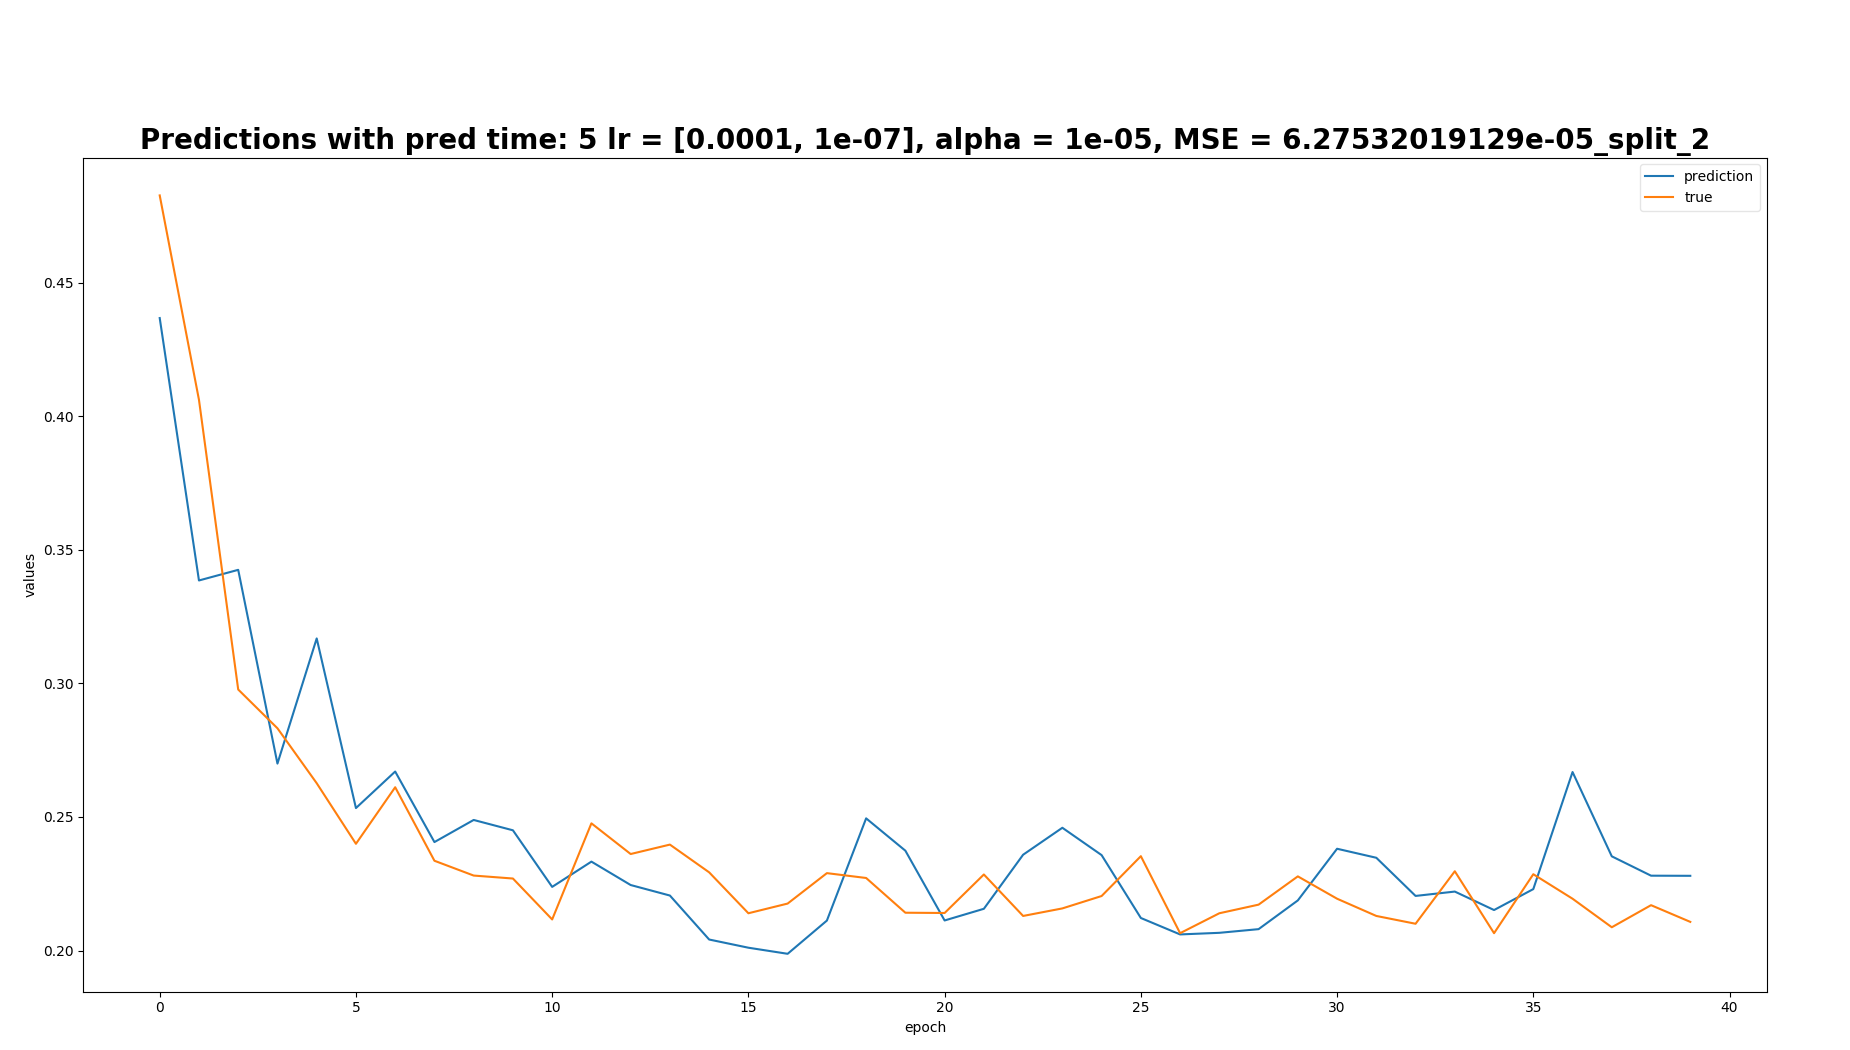 Predictions with pred time: 5 lr = [0.0001, 1e-07], alpha = 1e-05, MSE = 6.27532019129e-05_split_2
prediction
true
0.45
0.40
0.35
0.30
0.25
0.20
values
0 5 10 15 20 25 30 35 40
epoch